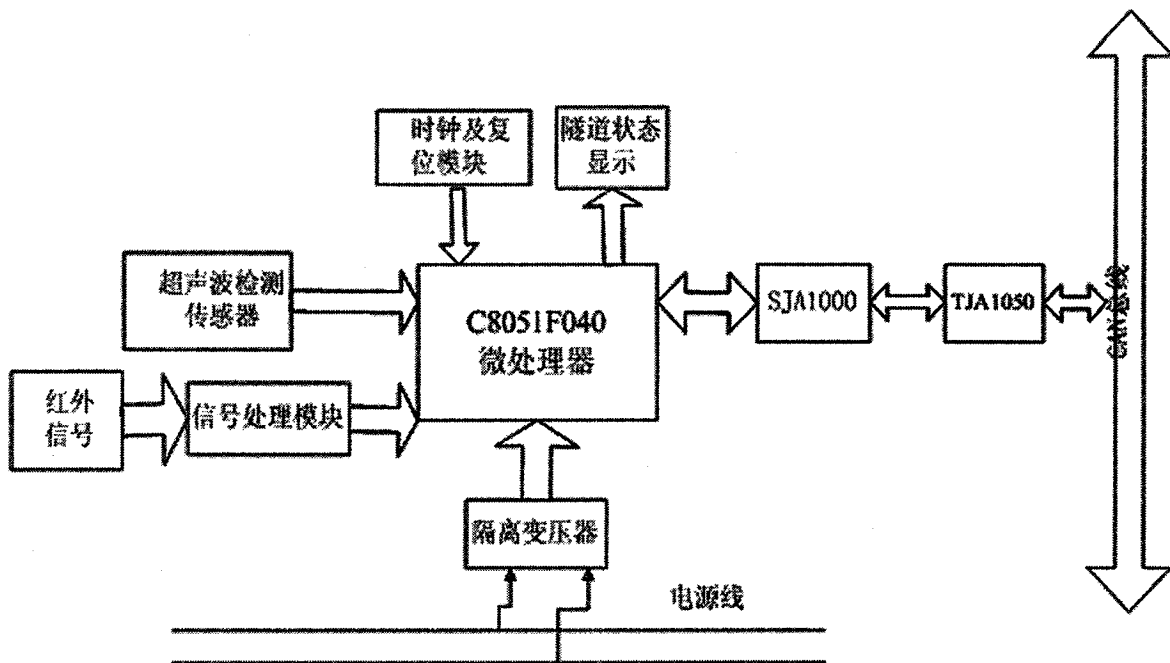 时钟及复
位模块
隧道状态
显示
超声波检测
传感器
C8051F040
微处理器
SJA1000
TJA1050
CAN总线
红外
信号
信号处理模块
隔离变压器
电源线